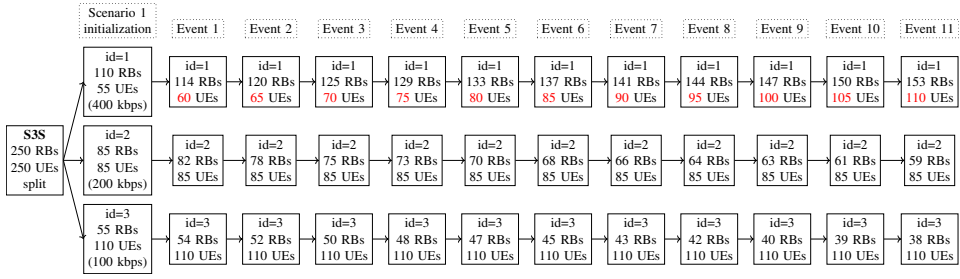 Scenario 1
initialization
Event 1
Event 2
Event 3
Event 4
Event 5
Event 6
Event 7
Event 8
Event 9
Event 10
Event 11
id=1
110 RBs
55 UEs
(400 kbps)
id=1
114 RBs
60 UEs
id=1
120 RBs
65 UEs
id=1
125 RBs
70 UEs
id=1
129 RBs
75 UEs
id=1
133 RBs
80 UEs
id=1
137 RBs
85 UEs
id=1
141 RBs
90 UEs
id=1
144 RBs
95 UEs
id=1
147 RBs
100 UEs
id=1
150 RBs
105 UEs
id=1
153 RBs
110 UEs
S3S
250 RBs
250 UEs
split
id=2
85 RBs
85 UEs
(200 kbps)
id=2
82 RBs
85 UEs
id=2
78 RBs
85 UEs
id=2
75 RBs
85 UEs
id=2
73 RBs
85 UEs
id=2
70 RBs
85 UEs
id=2
68 RBs
85 UEs
id=2
66 RBs
85 UEs
id=2
64 RBs
85 UEs
id=2
63 RBs
85 UEs
id=2
61 RBs
85 UEs
id=2
59 RBs
85 UEs
id=3
55 RBs
110 UEs
(100 kbps)
id=3
54 RBs
110 UEs
id=3
52 RBs
110 UEs
id=3
50 RBs
110 UEs
id=3
48 RBs
110 UEs
id=3
47 RBs
110 UEs
id=3
45 RBs
110 UEs
id=3
43 RBs
110 UEs
id=3
42 RBs
110 UEs
id=3
40 RBs
110 UEs
id=3
39 RBs
110 UEs
id=3
38 RBs
110 UEs